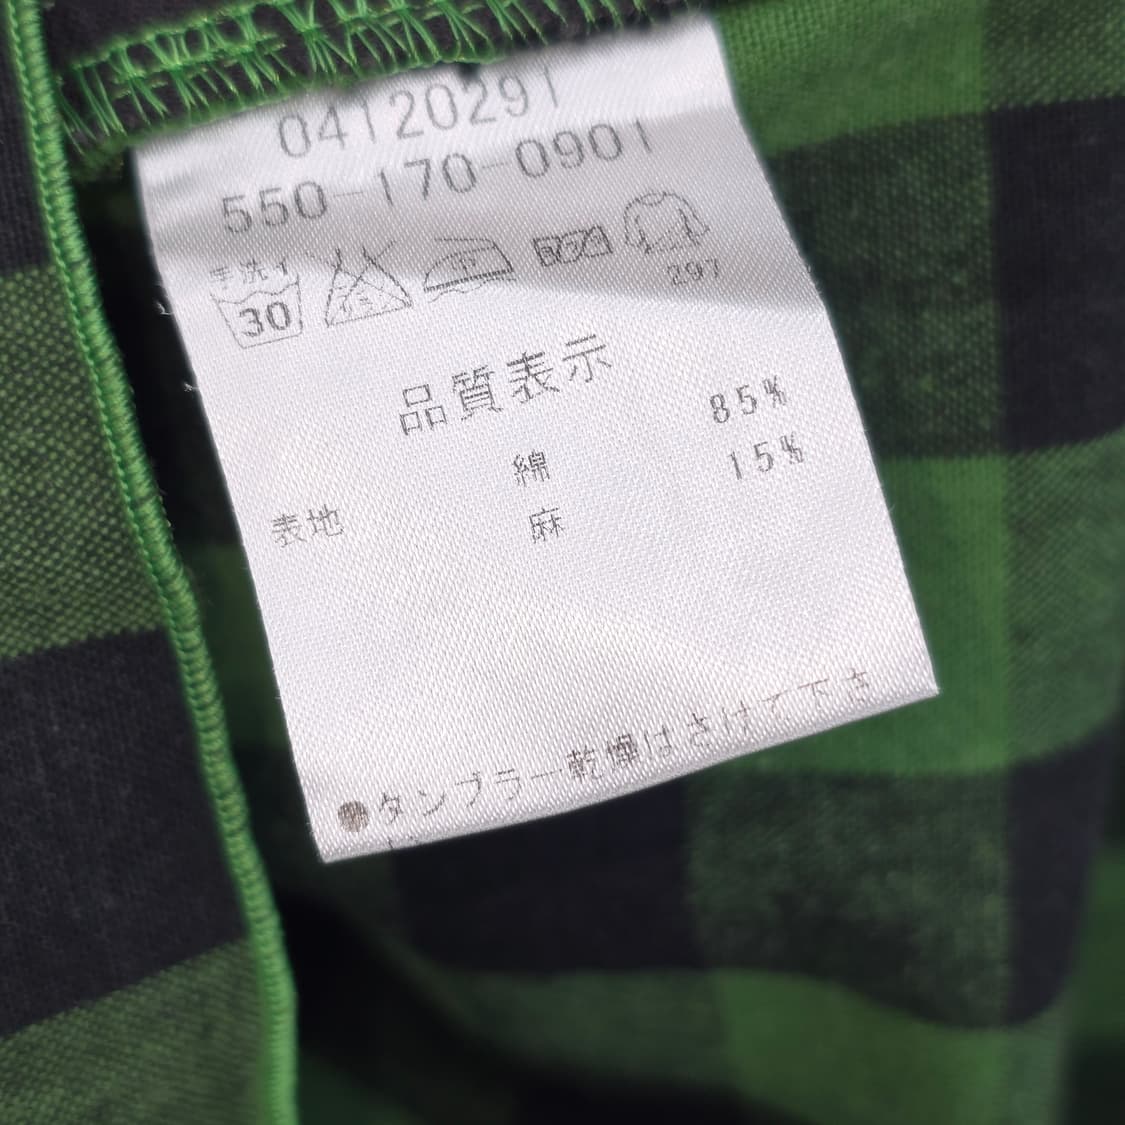 04120291
550-170-0901
手洗イ
30
297
品質表示
綿 85%
表地 麻 15%
●タンブラー乾燥はさけて下さ